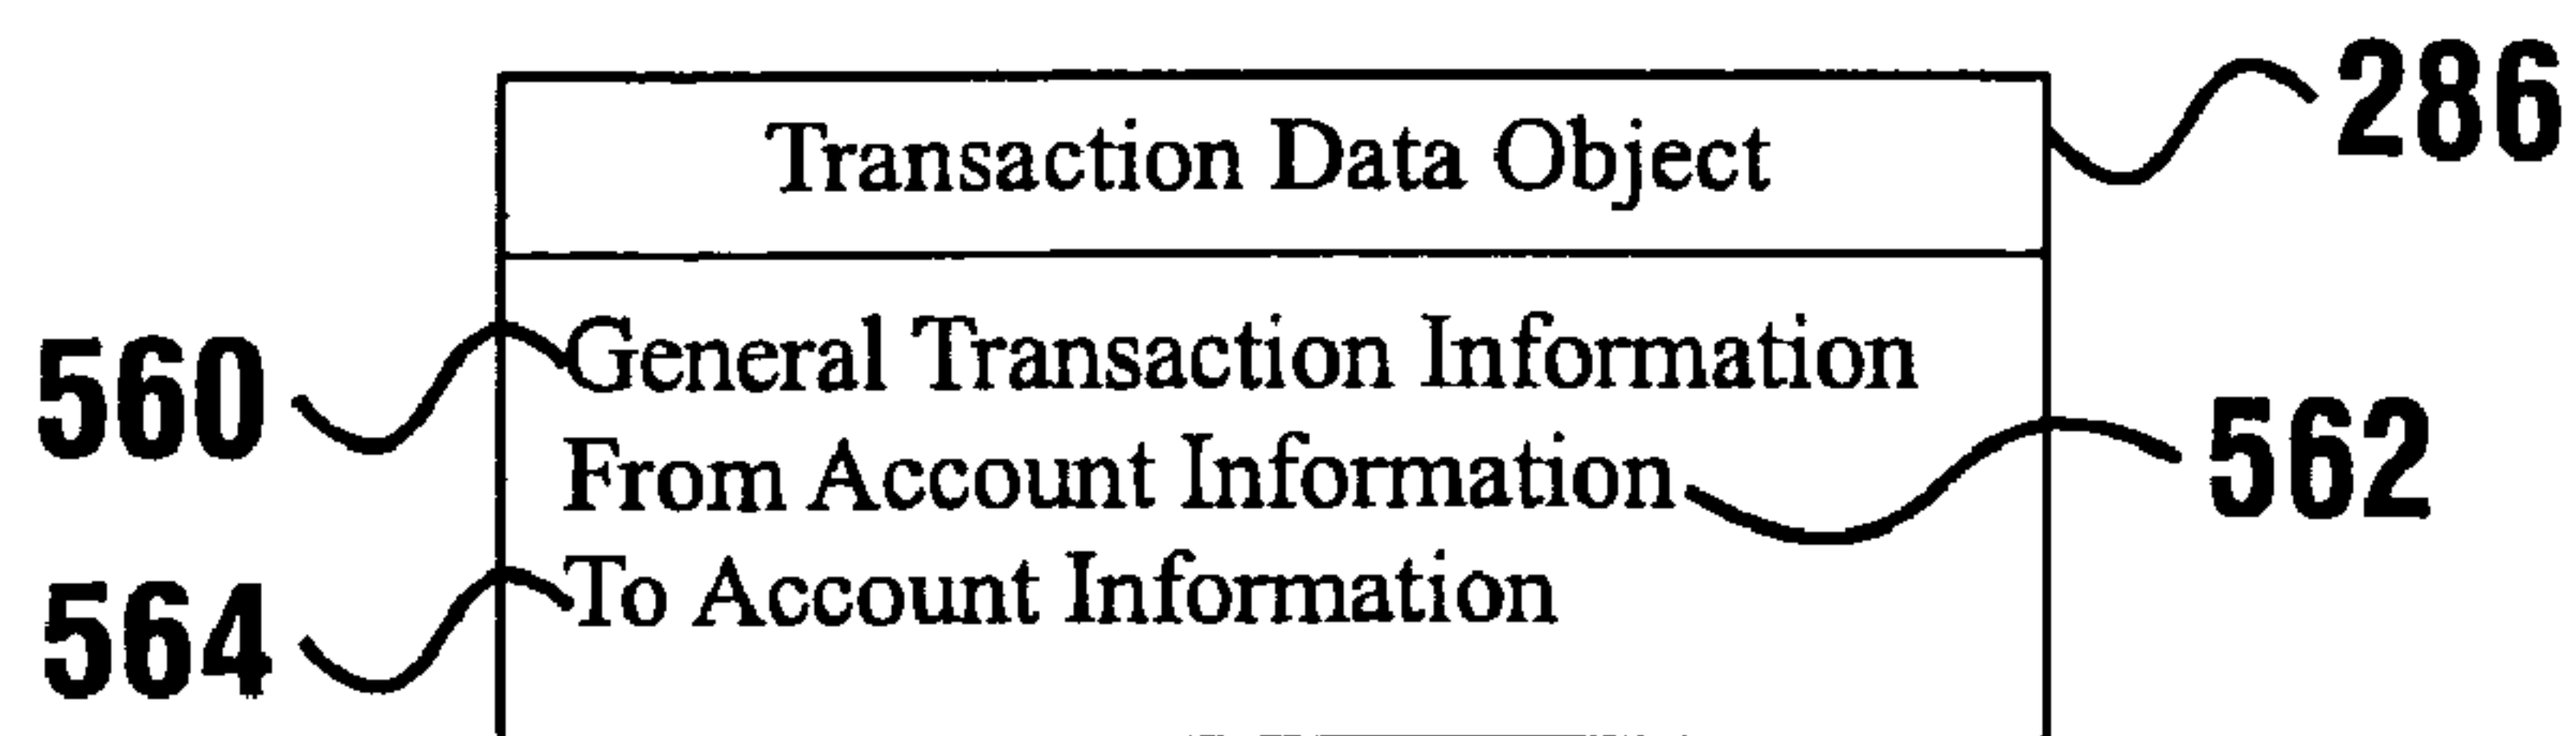 Transaction Data Object
286
560
General Transaction Information
From Account Information
562
564
To Account Information